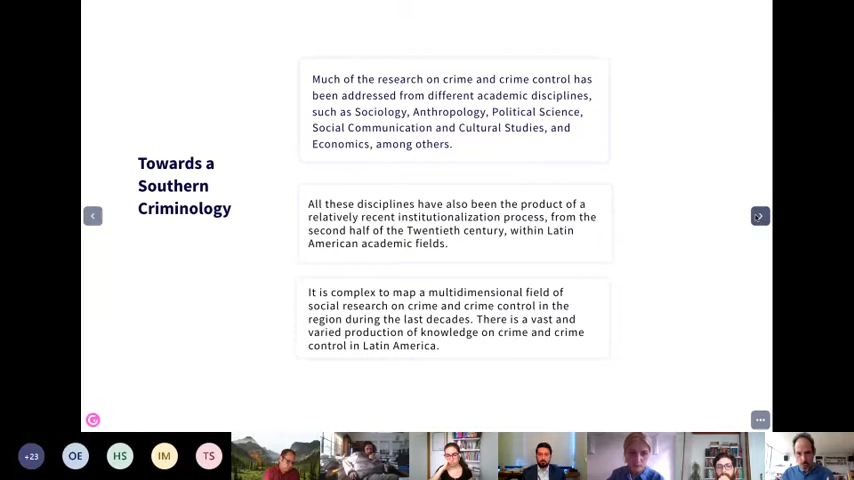 Towards a
Southern
Criminology
Much of the research on crime and crime control has
been addressed from different academic disciplines,
such as Sociology, Anthropology, Political Science,
Social Communication and Cultural Studies, and
Economics, among others.
All these disciplines have also been the product of a
relatively recent institutionalization process, from the
second half of the Twentieth century, within Latin
American academic fields.
It is complex to map a multidimensional field of
social research on crime and crime control in the
region during the last decades. There is a vast and
varied production of knowledge on crime and crime
control in Latin America.
+23
OE
HS
IM
TS